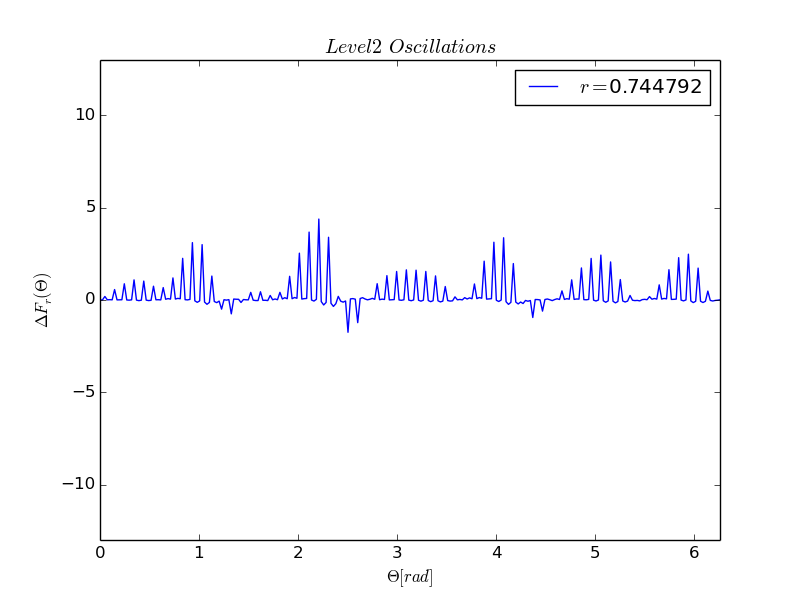 Level2 Oscillations
r = 0.744792
10
5
0
−5
−10
ΔF_r(Θ)
0 1 2 3 4 5 6
Θ[rad]